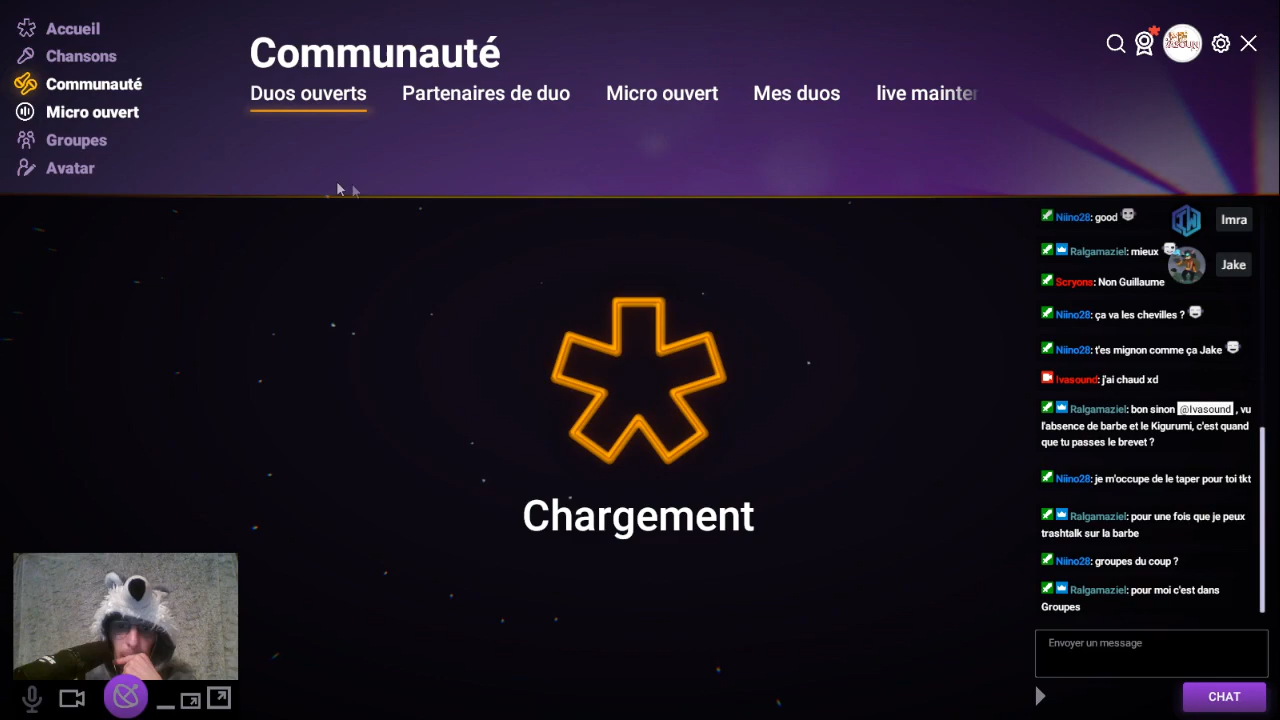 Accueil
Chansons
Communauté
Micro ouvert
Groupes
Avatar
Communauté
Duos ouverts Partenaires de duo Micro ouvert Mes duos live mainten
Chargement
Imra
Jake
Niino28: good
Ralgamaziel: mieux
Scryons: Non Guillaume
Niino28: ça va les chevilles ?
Niino28: t'es mignon comme ça Jake
Ivasound: j'ai chaud xd
Ralgamaziel: bon sinon @Ivasound , vu
l'absence de barbe et le Kigurumi, c'est quand
que tu passes le brevet ?
Niino28: je m'occupe de le taper pour toi tkt
Ralgamaziel: pour une fois que je peux
trashtalk sur la barbe
Niino28: groupes du coup ?
Ralgamaziel: pour moi c'est dans
Groupes
Envoyer un message
CHAT